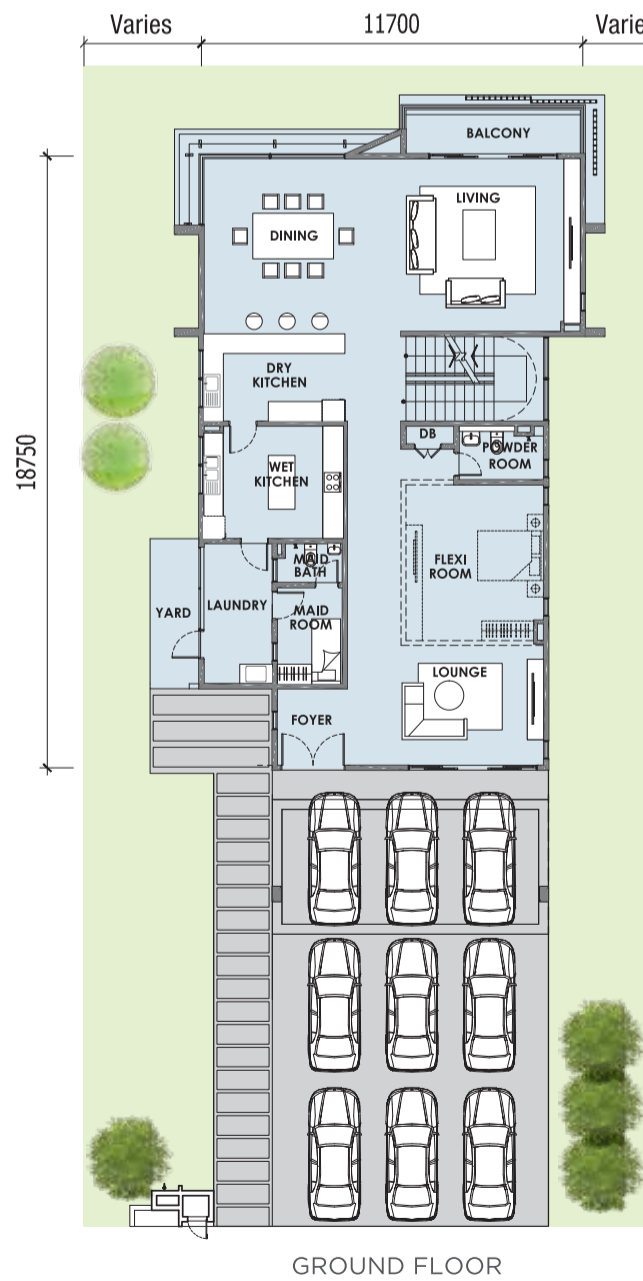 Varies
11700
Varie
18750
BALCONY
LIVING
DINING
DRY
KITCHEN
DB
POWDER
ROOM
WET
KITCHEN
FLEXI
ROOM
MAID
BATH
YARD
LAUNDRY
MAID
ROOM
LOUNGE
FOYER
GROUND FLOOR